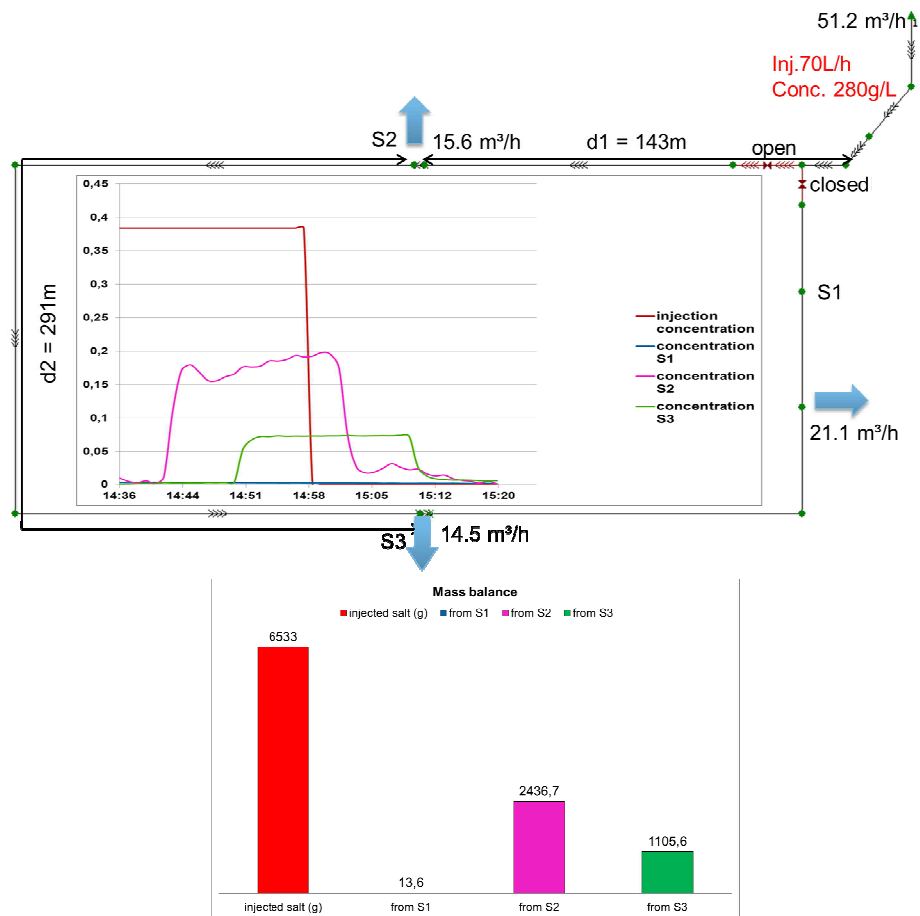 51.2 m³/h
Inj.70L/h
Conc. 280g/L
S2
15.6 m³/h
d1 = 143m
open
closed
S1
21.1 m³/h
d2 = 291m
0,45
0,4
0,35
0,3
0,25
0,2
0,15
0,1
0,05
0
14:36
14:44
14:51
14:58
15:05
15:12
15:20
injection
concentration
concentration
S1
concentration
S2
concentration
S3
S3
14.5 m³/h
Mass balance
injected salt (g)
from S1
from S2
from S3
6533
13,6
2436,7
1105,6
injected salt (g)
from S1
from S2
from S3